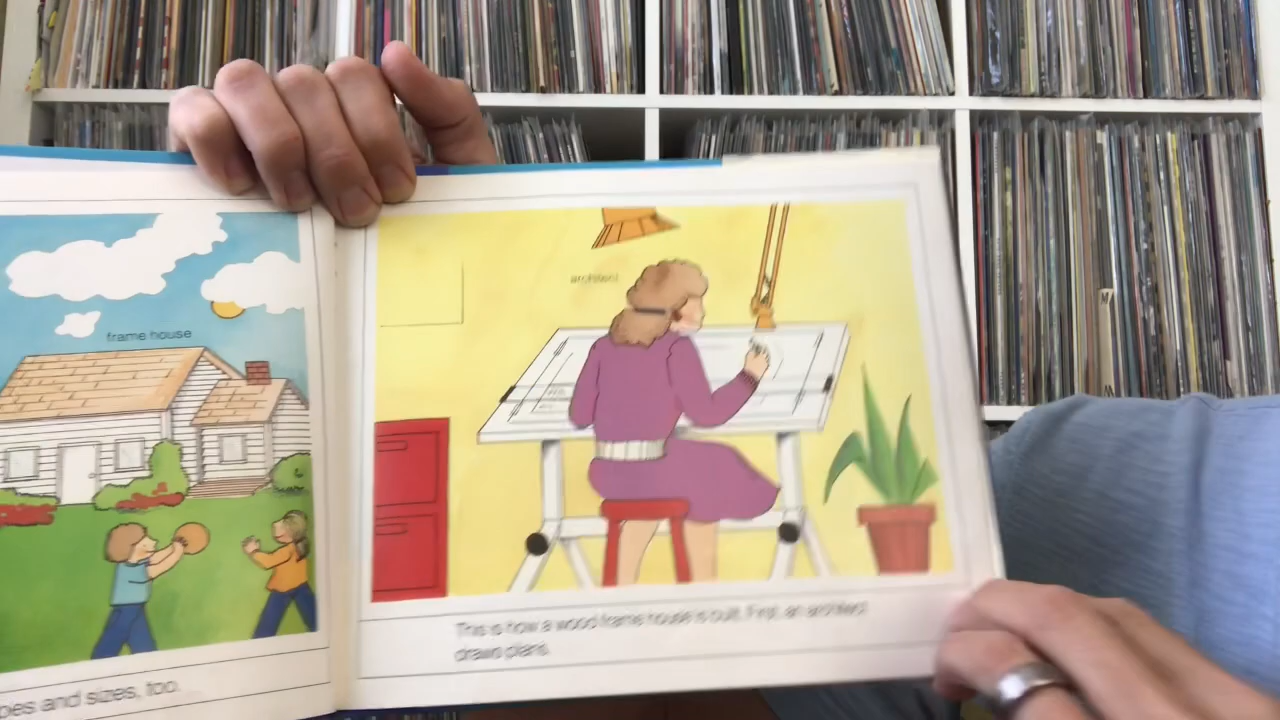 frame house
pes and sizes, too.
architect
This is how a wood frame house is built. First, an architect
draws plans.